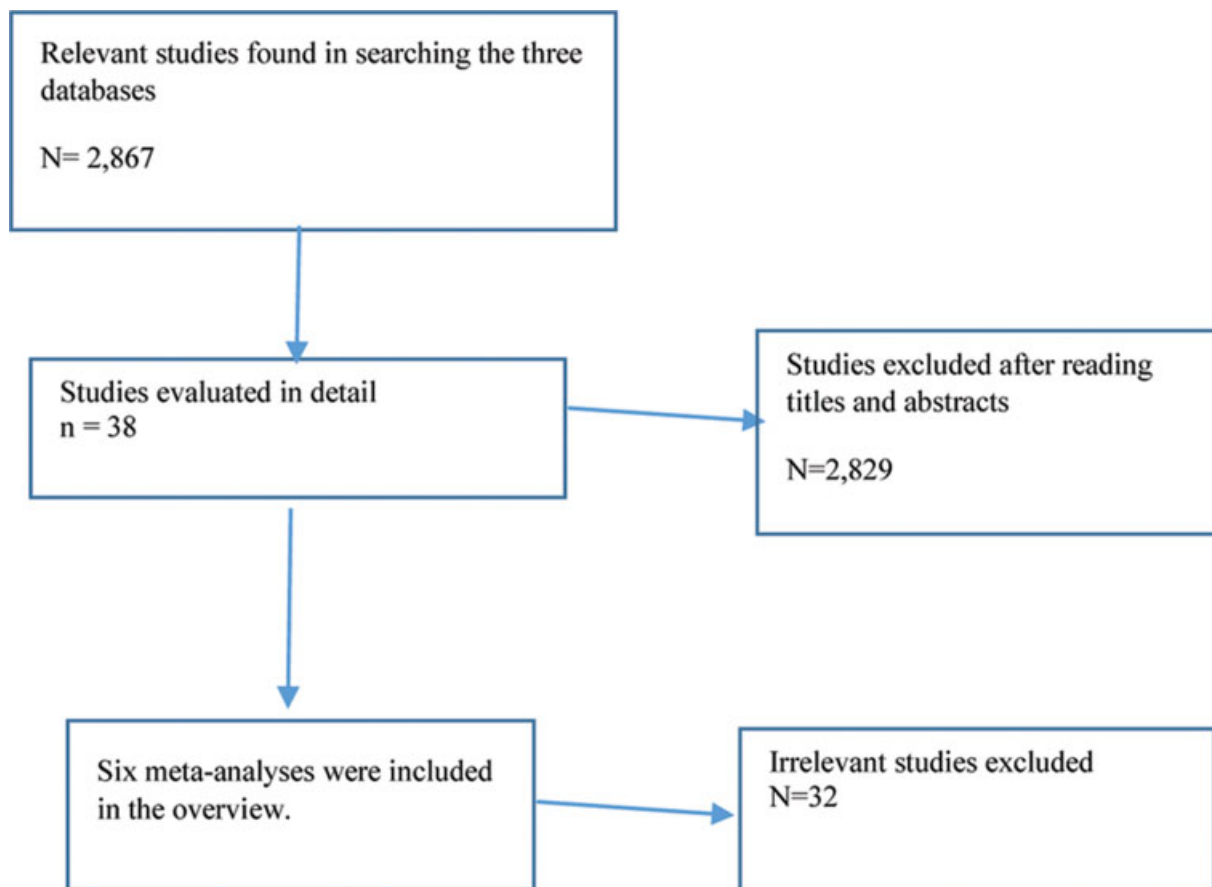 Relevant studies found in searching the three
databases
N= 2,867
Studies evaluated in detail
n = 38
Studies excluded after reading
titles and abstracts
N=2,829
Six meta-analyses were included
in the overview.
Irrelevant studies excluded
N=32